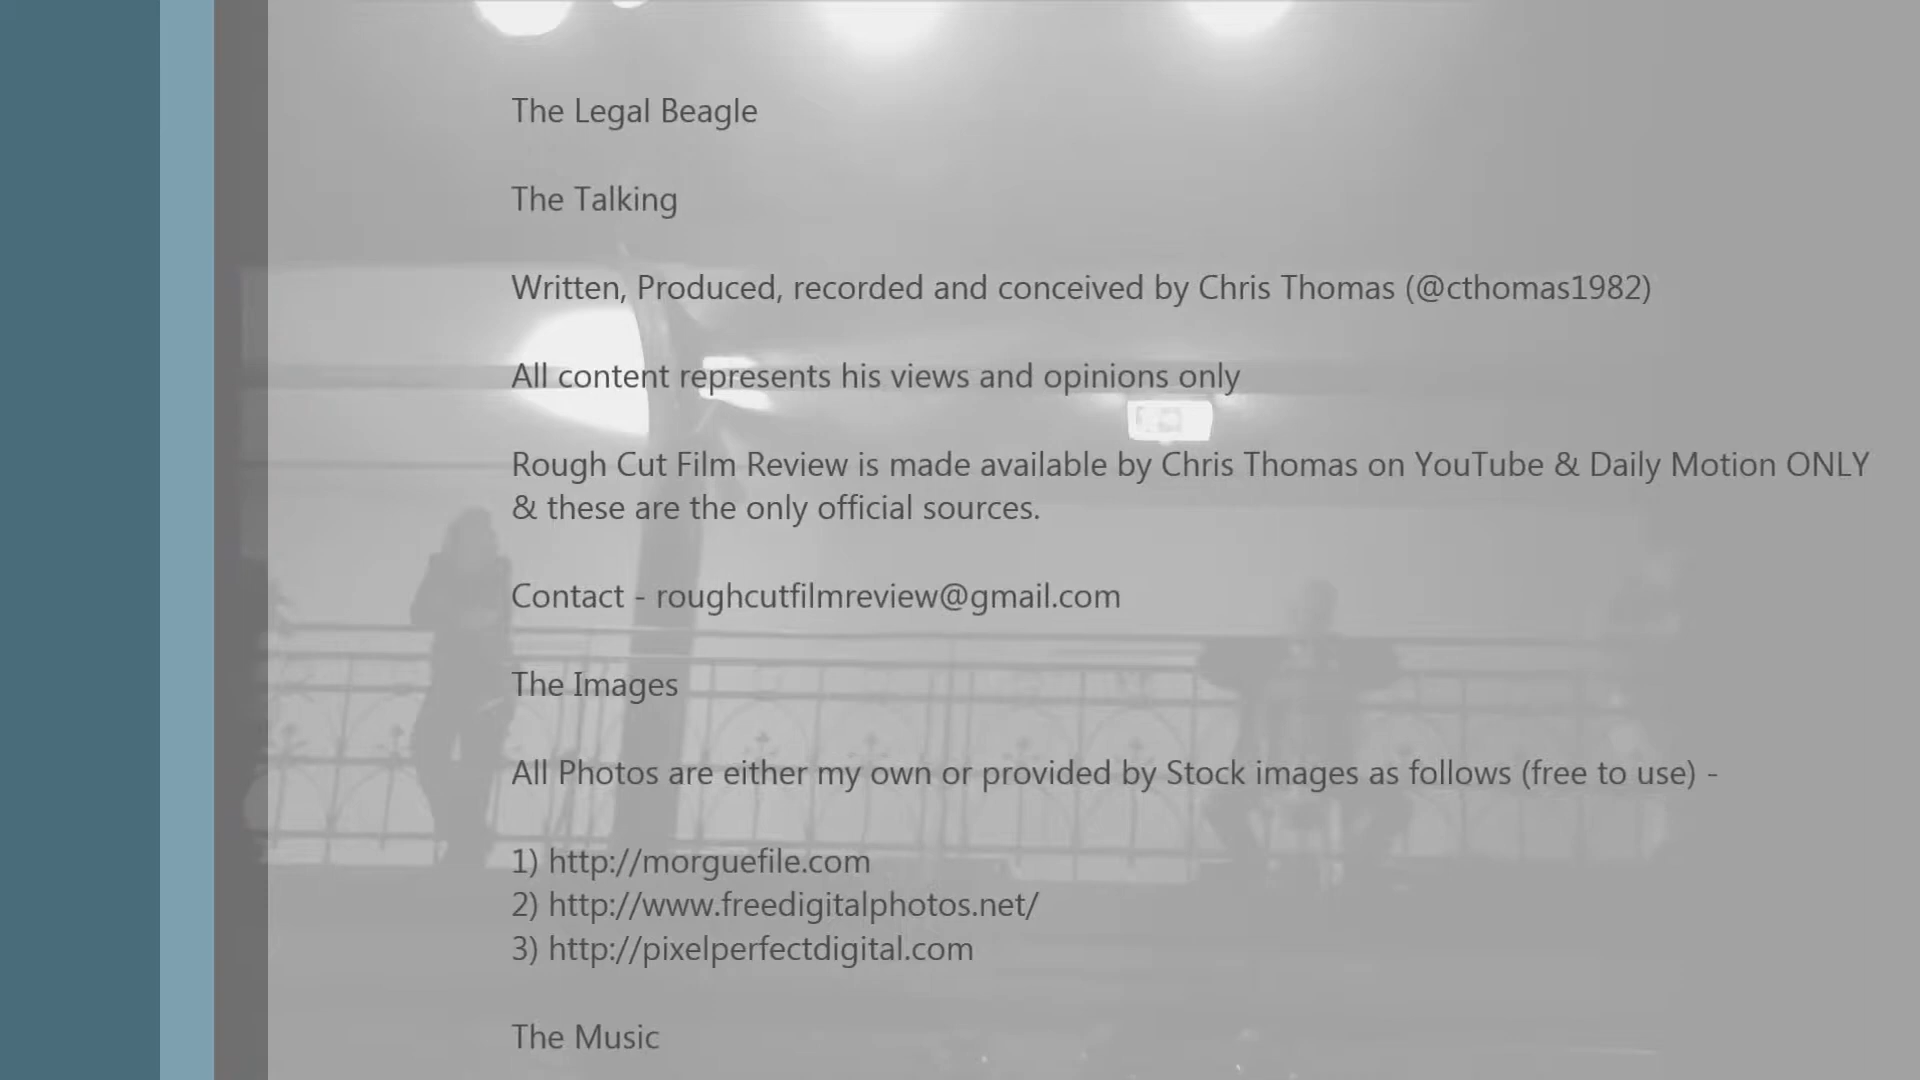 The Legal Beagle
The Talking
Written, Produced, recorded and conceived by Chris Thomas (@cthomas1982)
All content represents his views and opinions only
Rough Cut Film Review is made available by Chris Thomas on YouTube & Daily Motion ONLY
& these are the only official sources.
Contact - roughcutfilmreview@gmail.com
The Images
All Photos are either my own or provided by Stock images as follows (free to use) -
1) http://morguefile.com
2) http://www.freedigitalphotos.net/
3) http://pixelperfectdigital.com
The Music